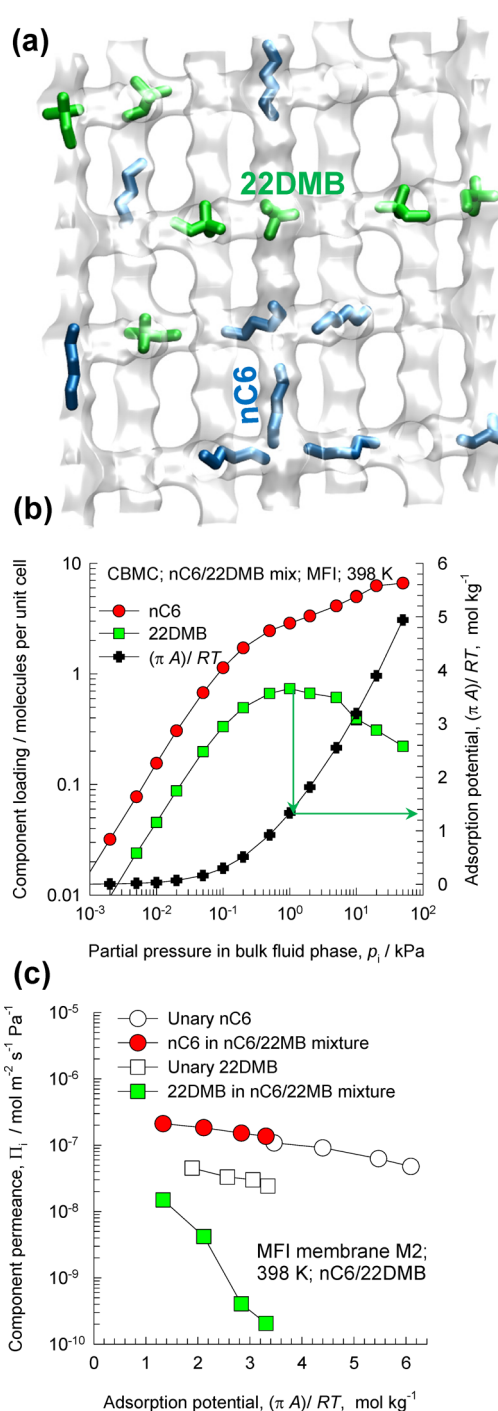 (a)
22DMB
nC6
(b)
CBMC; nC6/22DMB mix; MFI; 398 K
nC6
22DMB
(π A)/ RT
10
1
0.1
0.01
6
5
4
3
2
1
0
Component loading / molecules per unit cell
Adsorption potential, (π A)/ RT, mol kg⁻¹
10⁻³ 10⁻² 10⁻¹ 10⁰ 10¹ 10²
Partial pressure in bulk fluid phase, pᵢ / kPa
(c)
Unary nC6
nC6 in nC6/22MB mixture
Unary 22DMB
22DMB in nC6/22MB mixture
10⁻⁵
10⁻⁶
10⁻⁷
10⁻⁸
10⁻⁹
10⁻¹⁰
Component permeance, Πᵢ / mol m⁻² s⁻¹ Pa⁻¹
MFI membrane M2;
398 K; nC6/22DMB
0 1 2 3 4 5 6
Adsorption potential, (π A)/ RT, mol kg⁻¹